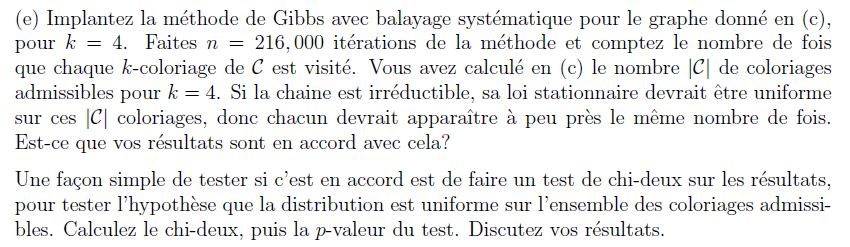 (e) Implantez la méthode de Gibbs avec balayage systématique pour le graphe donné en (c),
pour k = 4. Faites n = 216,000 itérations de la méthode et comptez le nombre de fois
que chaque k-coloriage de C est visité. Vous avez calculé en (c) le nombre |C| de coloriages
admissibles pour k = 4. Si la chaine est irréductible, sa loi stationnaire devrait être uniforme
sur ces |C| coloriages, donc chacun devrait apparaître à peu près le même nombre de fois.
Est-ce que vos résultats sont en accord avec cela?
Une façon simple de tester si c'est en accord est de faire un test de chi-deux sur les résultats,
pour tester l'hypothèse que la distribution est uniforme sur l'ensemble des coloriages admissi-
bles. Calculez le chi-deux, puis la p-valeur du test. Discutez vos résultats.